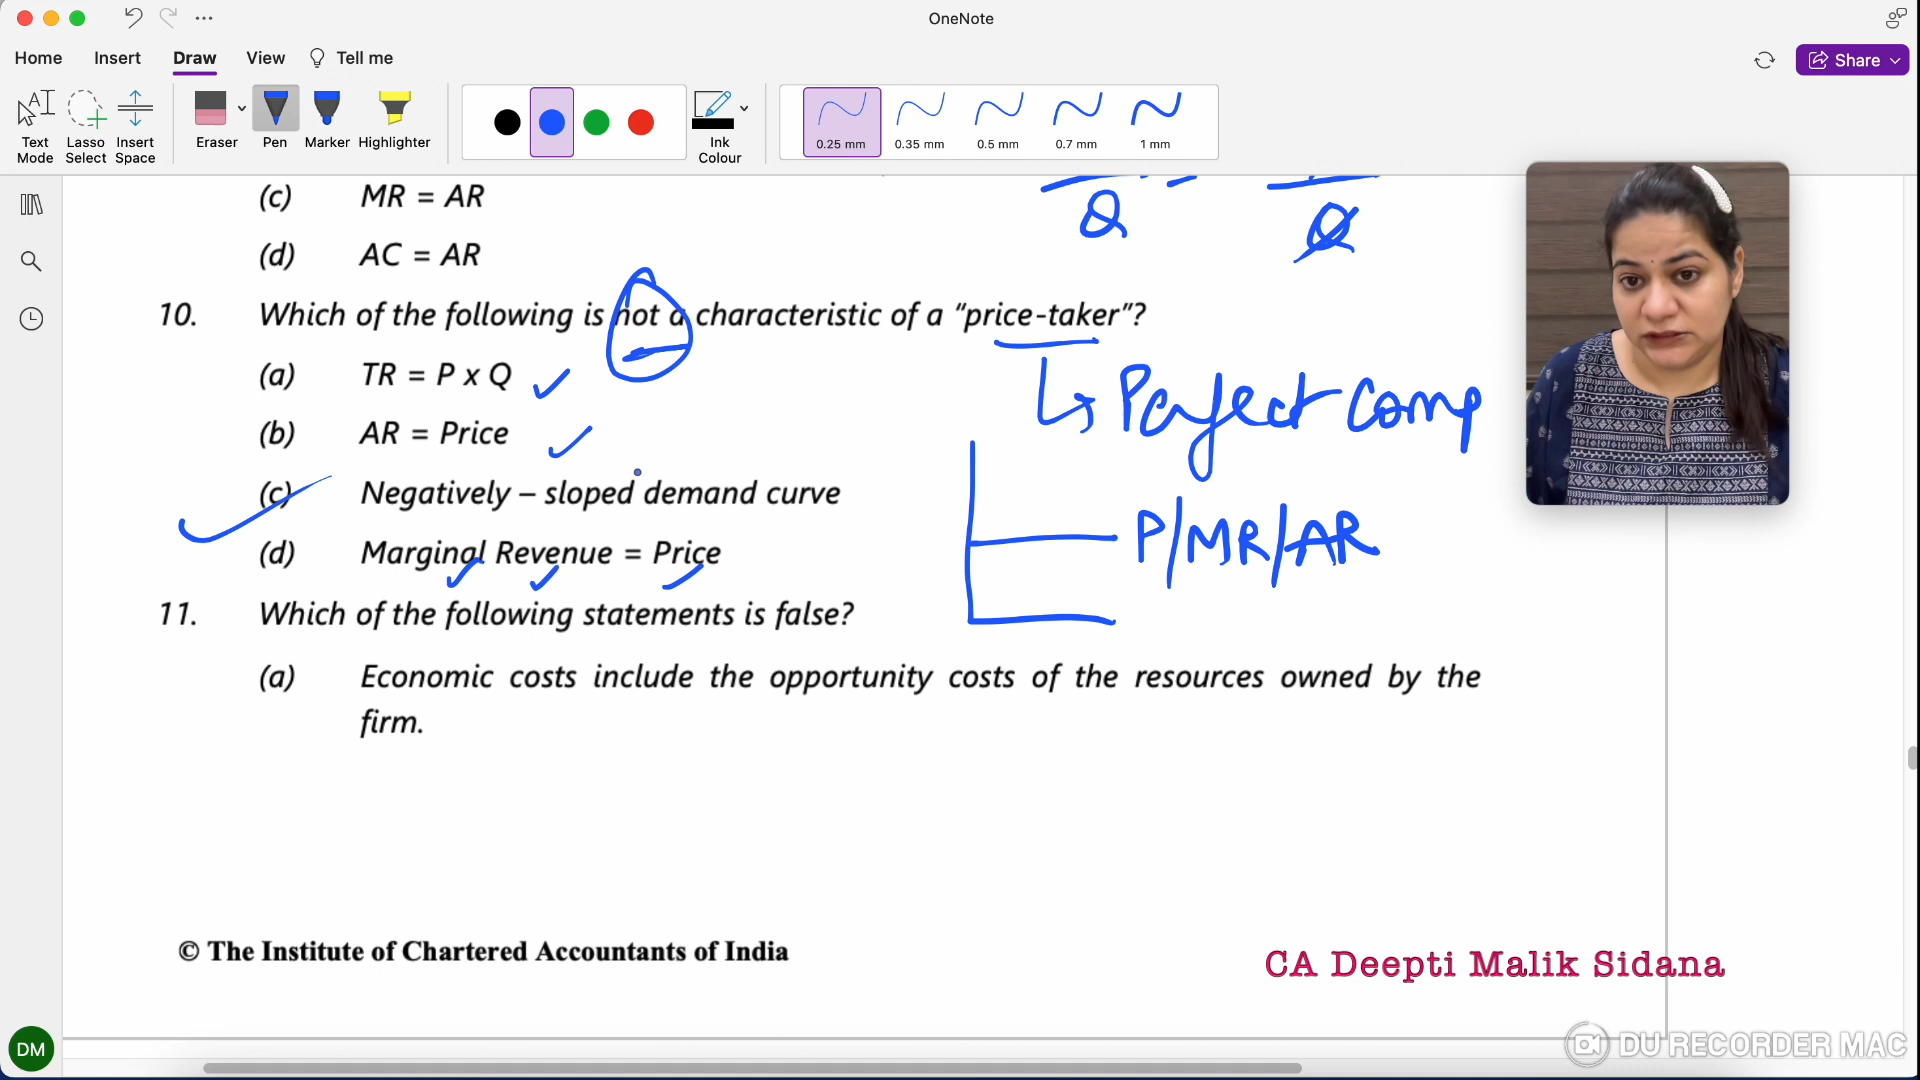 OneNote
Home Insert Draw View Tell me
Share
Text Mode
Lasso Select
Insert Space
Eraser
Pen
Marker
Highlighter
Ink Colour
0.25 mm
0.35 mm
0.5 mm
0.7 mm
1 mm
(c) MR = AR
(d) AC = AR
Q
Q
10. Which of the following is not a characteristic of a “price-taker”?
(a) TR = P x Q
Perfect Comp
(b) AR = Price
(c) Negatively – sloped demand curve
P/MR/AR
(d) Marginal Revenue = Price
11. Which of the following statements is false?
(a) Economic costs include the opportunity costs of the resources owned by the
firm.
© The Institute of Chartered Accountants of India
CA Deepti Malik Sidana
DM
DU RECORDER MAC